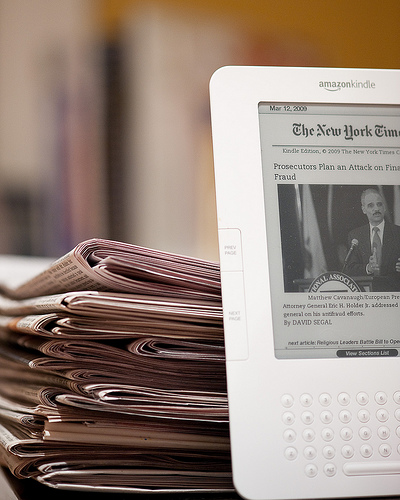 amazonkindle
Mar 12, 2009
The New York Time
Kindle Edition, © 2009 The New York Times C
Prosecutors Plan an Attack on Fina
Fraud
PREV
PAGE
NEXT
PAGE
Matthew Cavanaugh/European Pre
Attorney General Eric H. Holder Jr. addressed
general on his antifraud efforts.
By DAVID SEGAL
next article: Religious Leaders Battle Bill to Ope
View Sections List